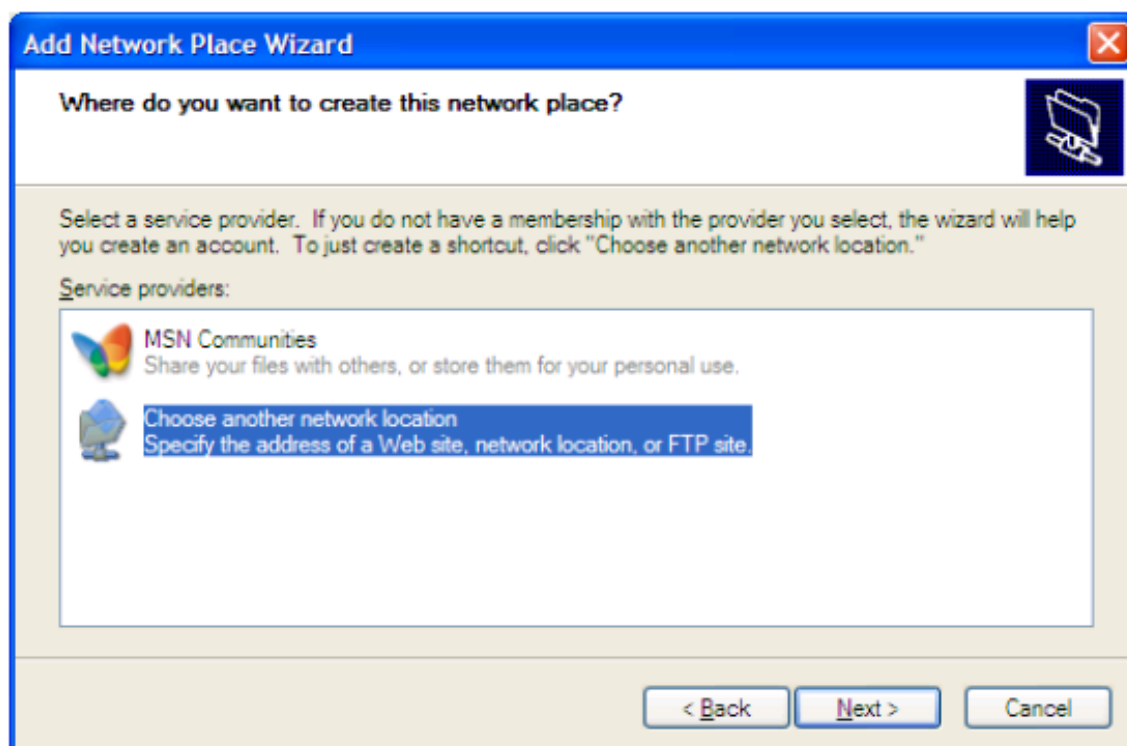 Add Network Place Wizard
Where do you want to create this network place?
Select a service provider.  If you do not have a membership with the provider you select, the wizard will help
you create an account.  To just create a shortcut, click "Choose another network location."
Service providers:
MSN Communities
Share your files with others, or store them for your personal use.
Choose another network location
Specify the address of a Web site, network location, or FTP site.
< Back Next > Cancel